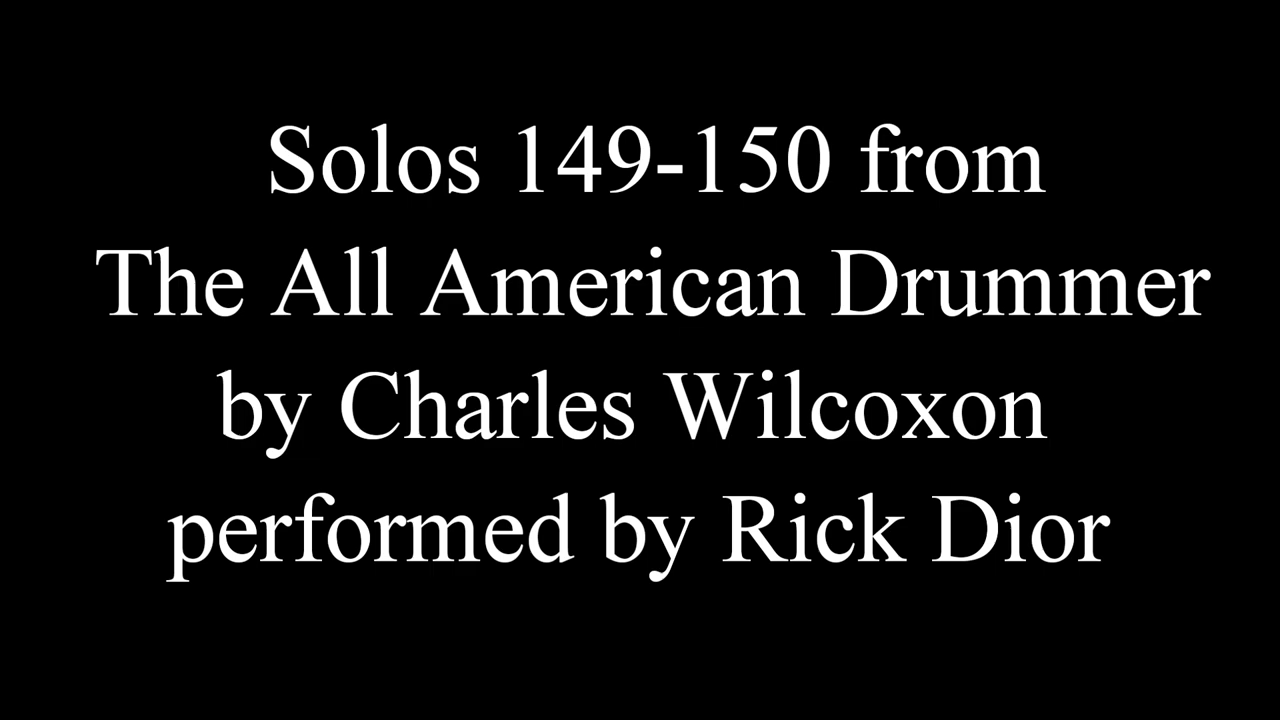 Solos 149-150 from
The All American Drummer
by Charles Wilcoxon
performed by Rick Dior